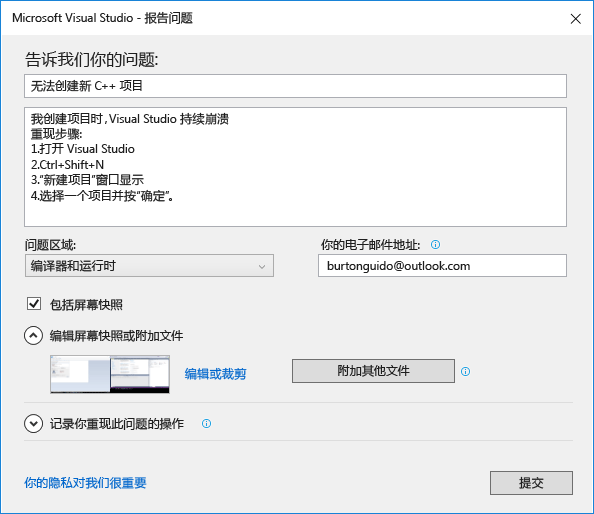 Microsoft Visual Studio - 报告问题
告诉我们你的问题:
无法创建新 C++ 项目
我创建项目时,Visual Studio 持续崩溃
重现步骤:
1.打开 Visual Studio
2.Ctrl+Shift+N
3.“新建项目”窗口显示
4.选择一个项目并按“确定”。
问题区域:
你的电子邮件地址:
编译器和运行时
burtonguido@outlook.com
包括屏幕快照
编辑屏幕快照或附加文件
编辑或裁剪
附加其他文件
记录你重现此问题的操作
你的隐私对我们很重要
提交